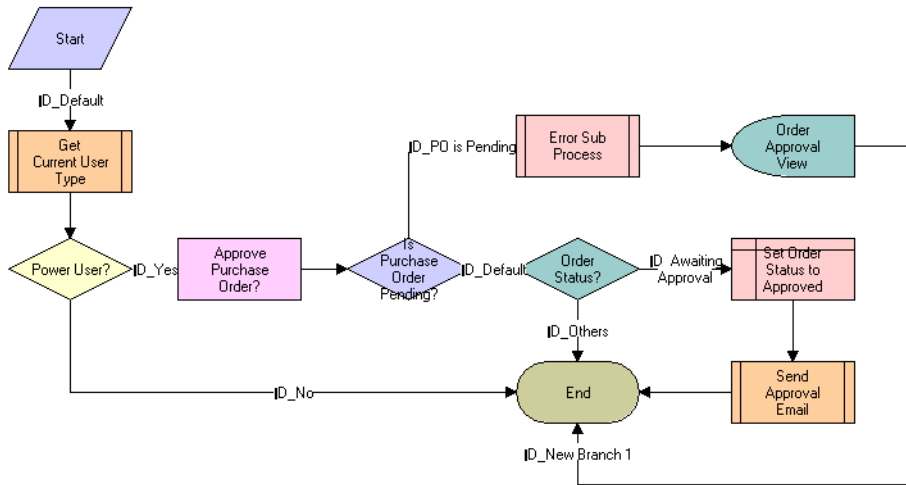 Start
ID_Default
Get
Current User
Type
Power User?
ID_Yes
Approve
Purchase
Order?
Is
Purchase
Order
Pending?
ID_PO is Pending
Error Sub
Process
Order
Approval
View
ID_Default
Order
Status?
ID_Awaiting
Approval
Set Order
Status to
Approved
ID_Others
Send
Approval
Email
End
ID_No
ID_New Branch 1